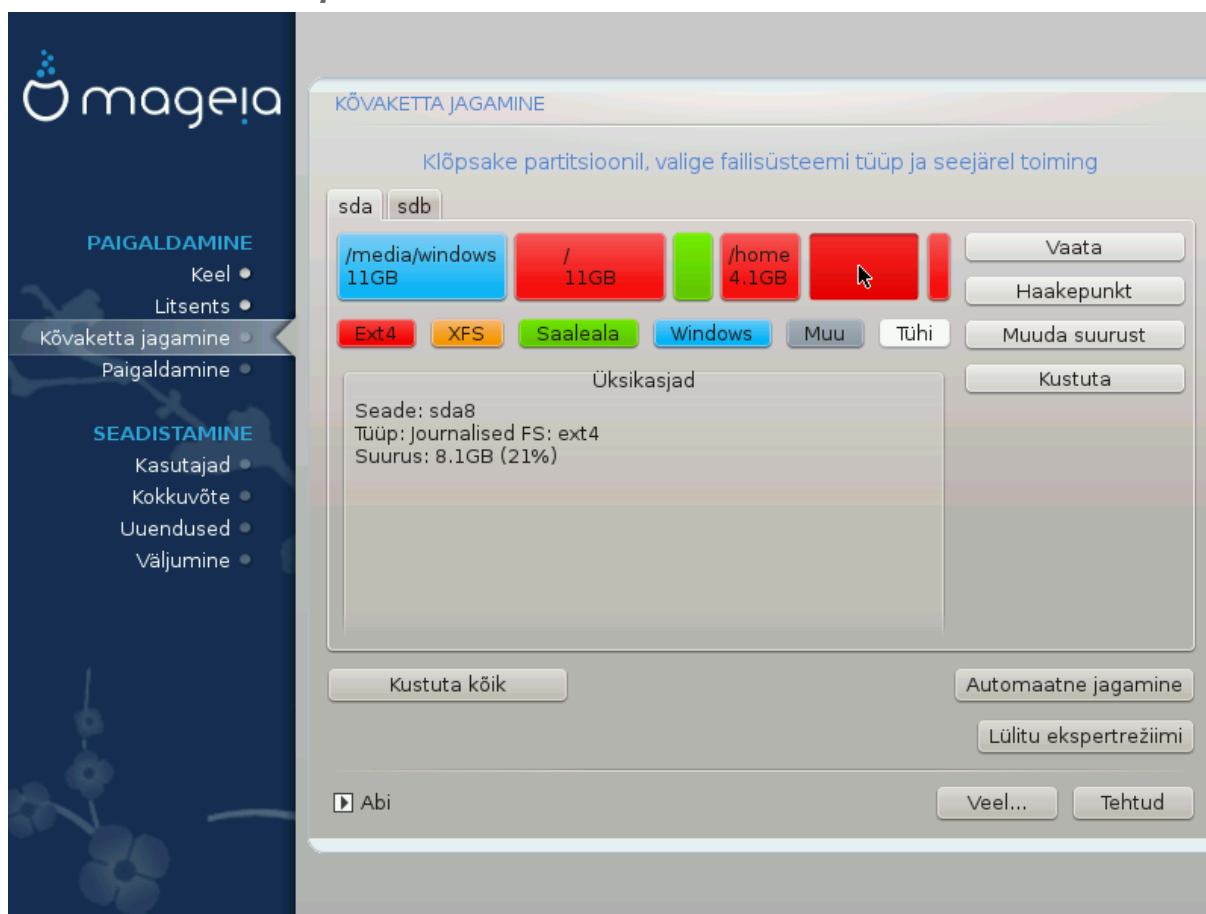 mageia
PAIGALDAMINE
Keel
Litsents
Kõvaketta jagamine
Paigaldamine
SEADISTAMINE
Kasutajad
Kokkuvõte
Uuendused
Väljumine
KÕVAKETTA JAGAMINE
Klõpsake partitsioonil, valige failisüsteemi tüüp ja seejärel toiming
sda sdb
/media/windows
11GB
/
11GB
/home
4.1GB
Ext4 XFS Saaleala Windows Muu Tühi
Vaata
Haakepunkt
Muuda suurust
Kustuta
Üksikasjad
Seade: sda8
Tüüp: Journalised FS: ext4
Suurus: 8.1GB (21%)
Kustuta kõik
Automaatne jagamine
Lülitu ekspertrežiimi
Abi
Veel... Tehtud